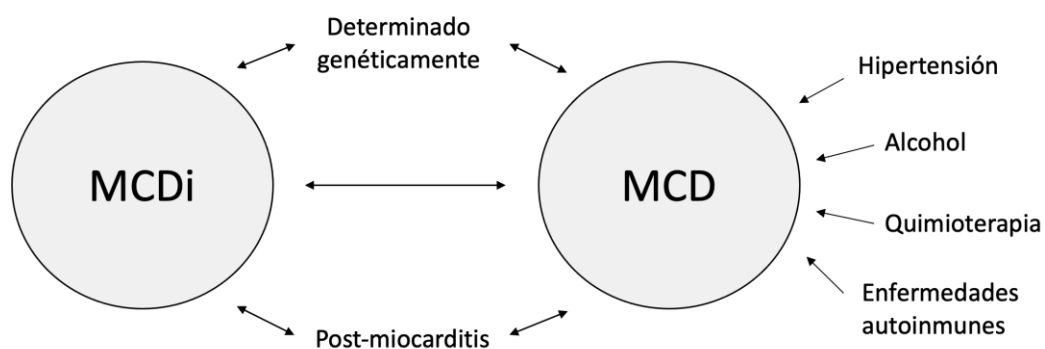 Determinado
genéticamente
Hipertensión
Alcohol
MCDi
MCD
Quimioterapia
Enfermedades
autoinmunes
Post-miocarditis